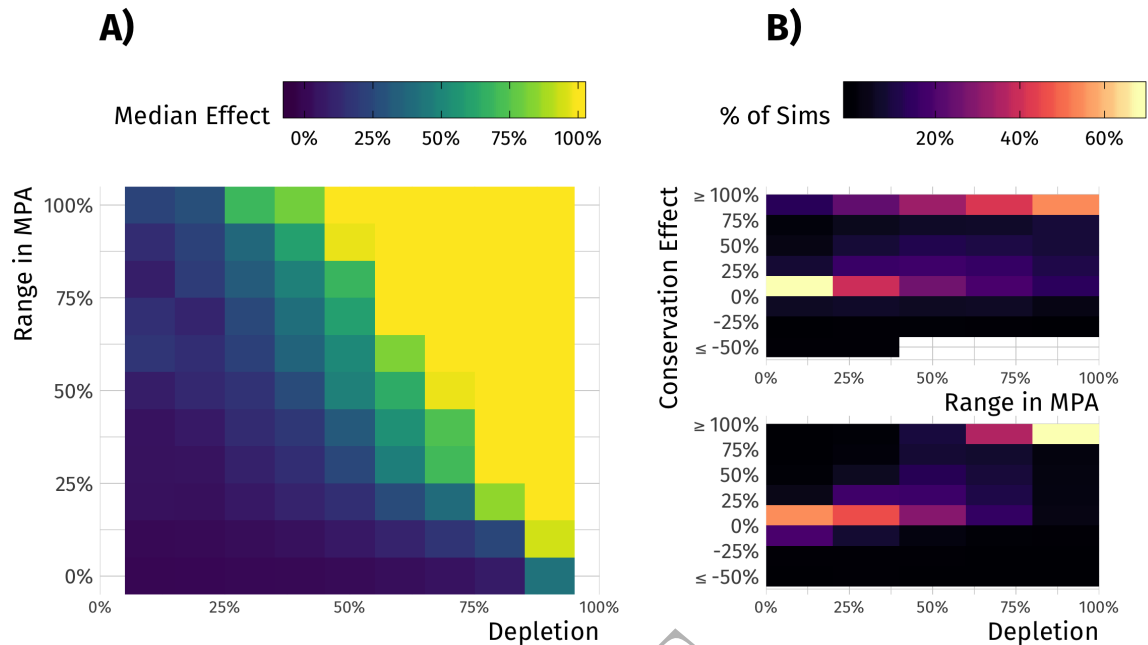 A)
Median Effect
0% 25% 50% 75% 100%
Range in MPA
100%
75%
50%
25%
0%
0% 25% 50% 75% 100%
Depletion
B)
% of Sims
20% 40% 60%
Conservation Effect
≥ 100%
75%
50%
25%
0%
-25%
≤ -50%
0% 25% 50% 75% 100%
Range in MPA
≥ 100%
75%
50%
25%
0%
-25%
≤ -50%
0% 25% 50% 75% 100%
Depletion